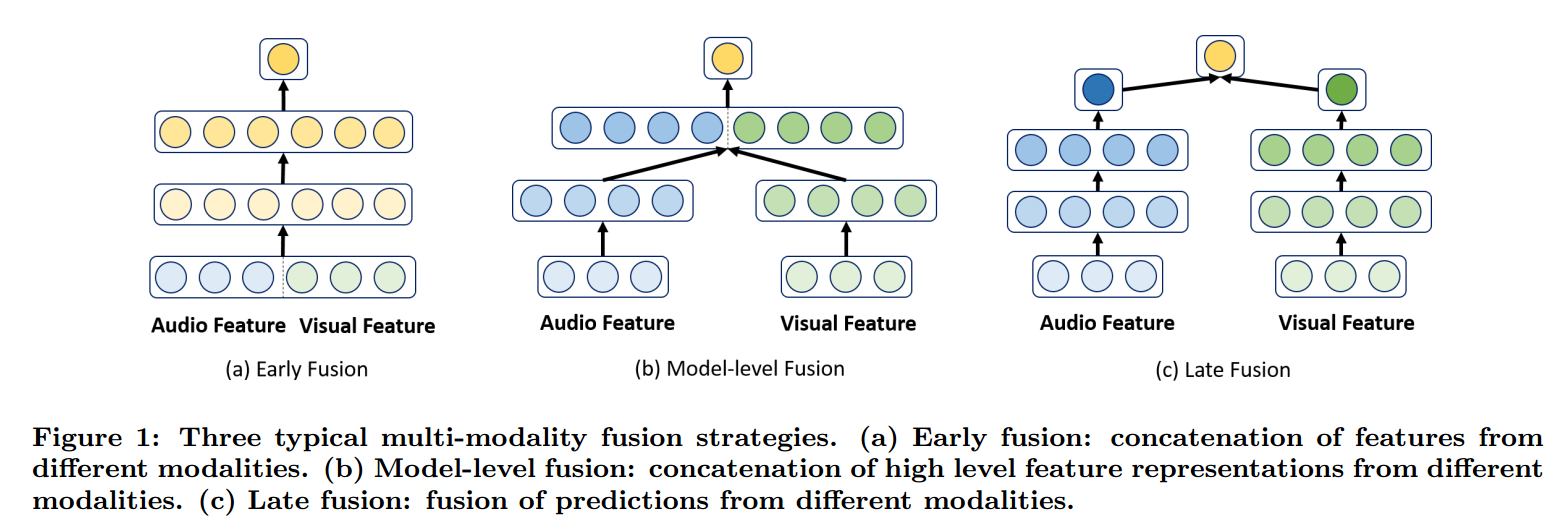 Audio Feature Visual Feature
(a) Early Fusion
Audio Feature Visual Feature
(b) Model-level Fusion
Audio Feature Visual Feature
(c) Late Fusion
Figure 1: Three typical multi-modality fusion strategies. (a) Early fusion: concatenation of features from
different modalities. (b) Model-level fusion: concatenation of high level feature representations from different
modalities. (c) Late fusion: fusion of predictions from different modalities.